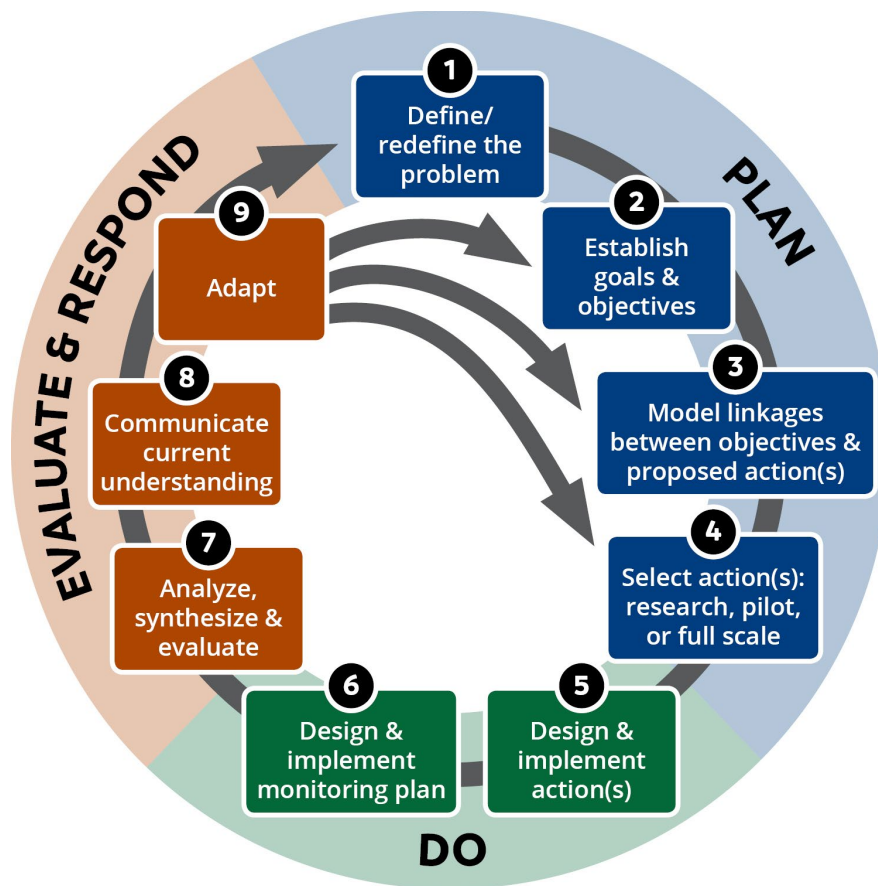 PLAN
1
Define/
redefine the
problem
2
Establish
goals &
objectives
3
Model linkages
between objectives &
proposed action(s)
4
Select action(s):
research, pilot,
or full scale
DO
5
Design &
implement
action(s)
6
Design &
implement
monitoring plan
EVALUATE & RESPOND
7
Analyze,
synthesize &
evaluate
8
Communicate
current
understanding
9
Adapt